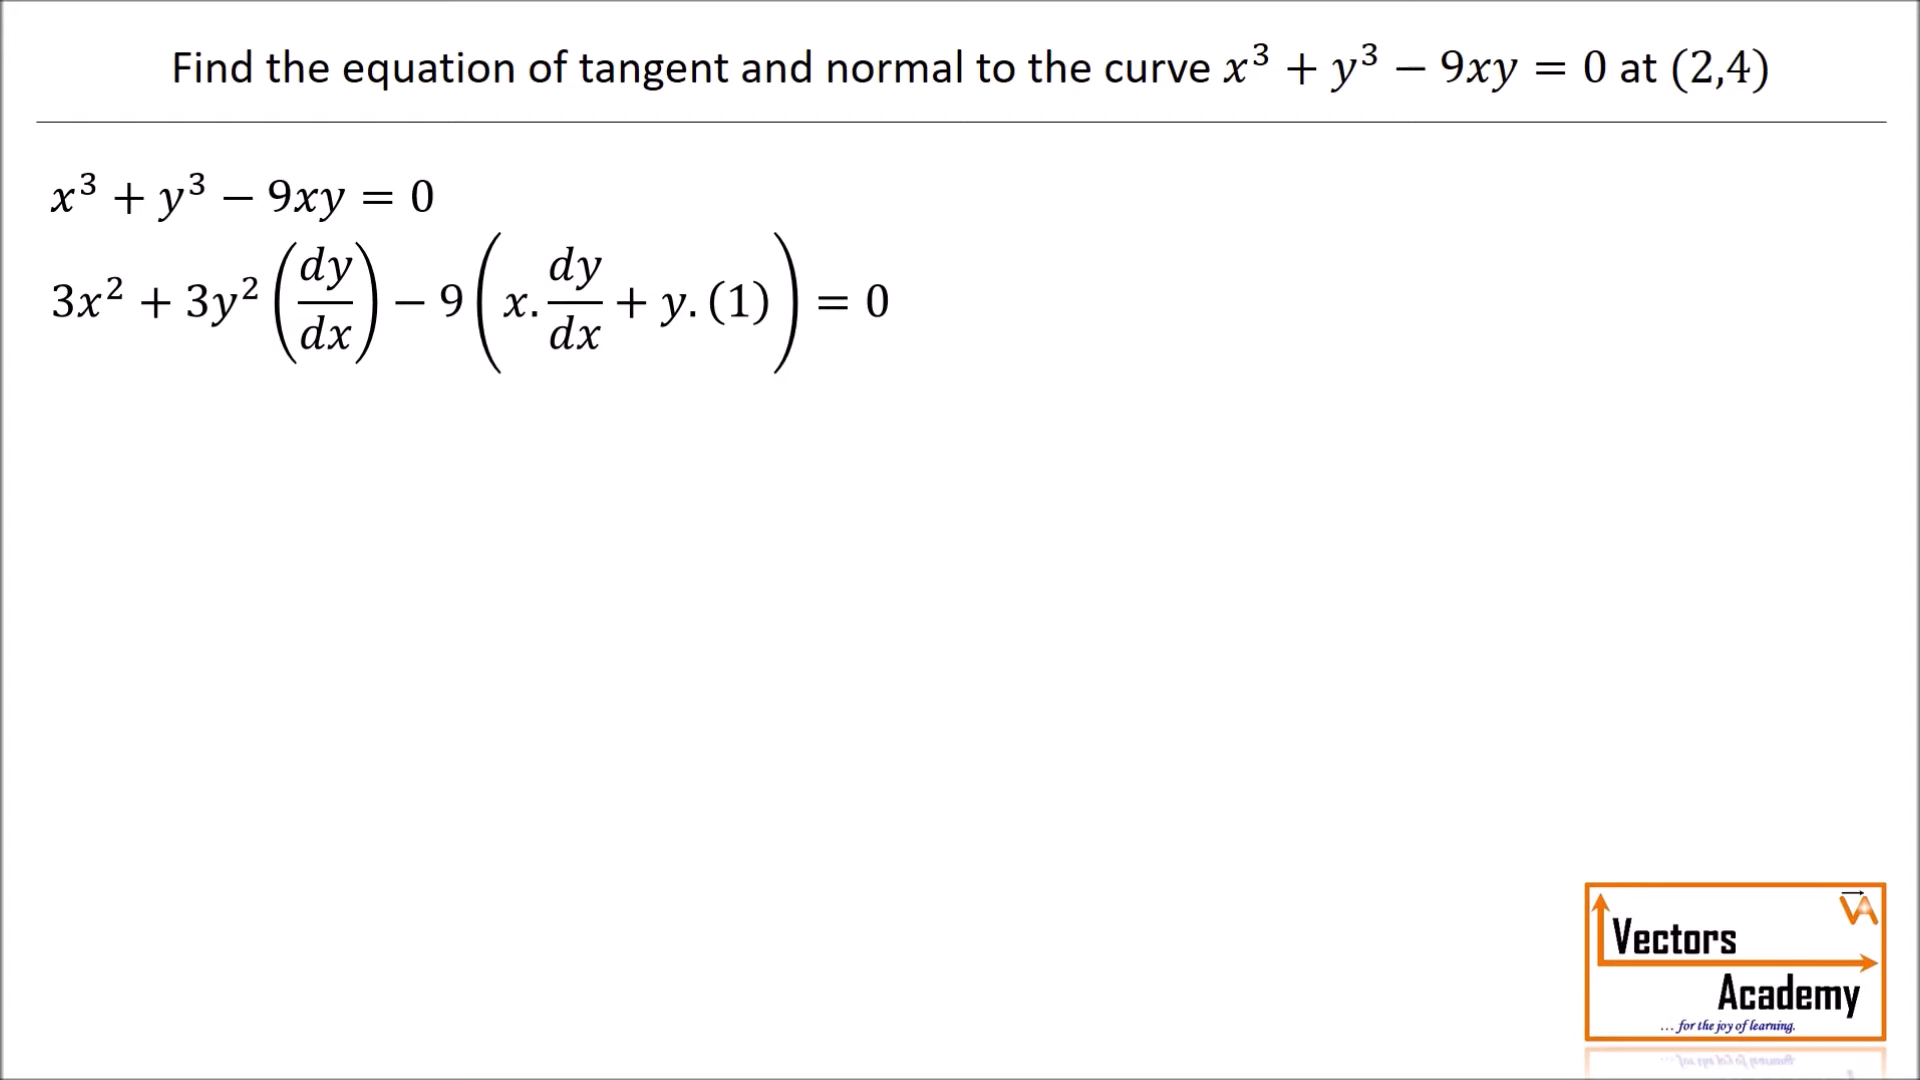 Find the equation of tangent and normal to the curve x³ + y³ − 9xy = 0 at (2,4)
x³ + y³ − 9xy = 0
3x² + 3y² (dy/dx) − 9 (x. dy/dx + y. (1)) = 0
VA
Vectors
Academy
... for the joy of learning.